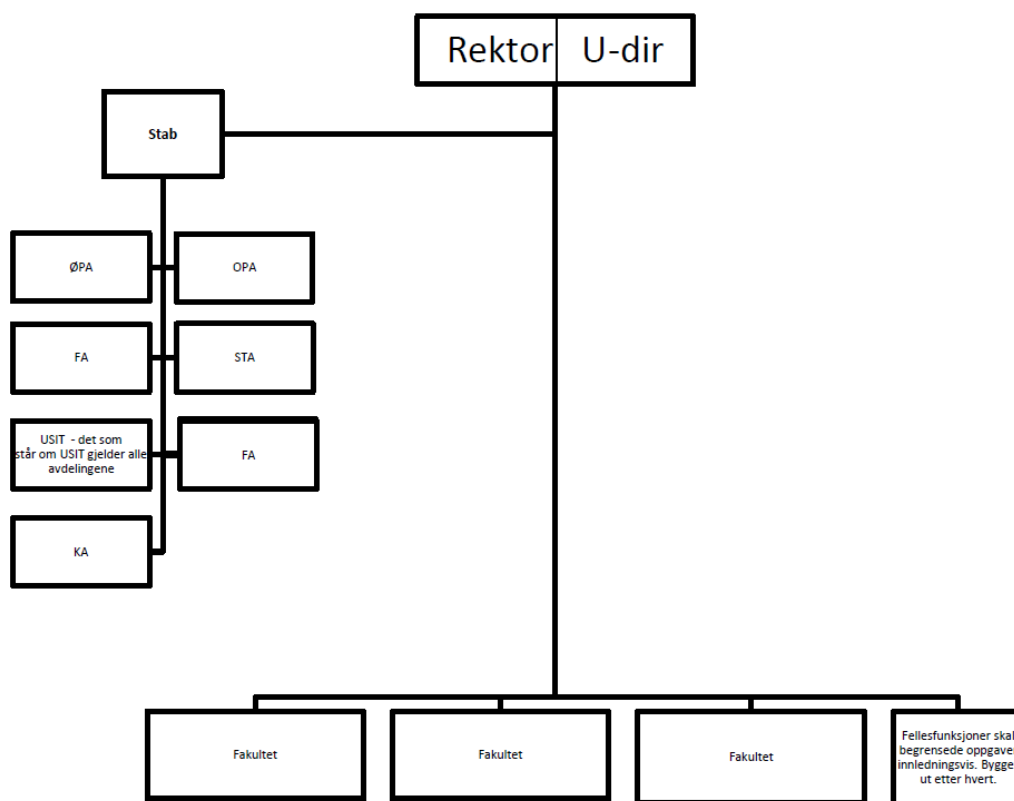 Rektor U-dir
Stab
ØPA
OPA
FA
STA
USIT - det som
står om USIT gjelder alle
avdelingene
FA
KA
Fakultet
Fakultet
Fakultet
Fellesfunksjoner skal
begrensede oppgaver
innledningsvis. Bygge
ut etter hvert.